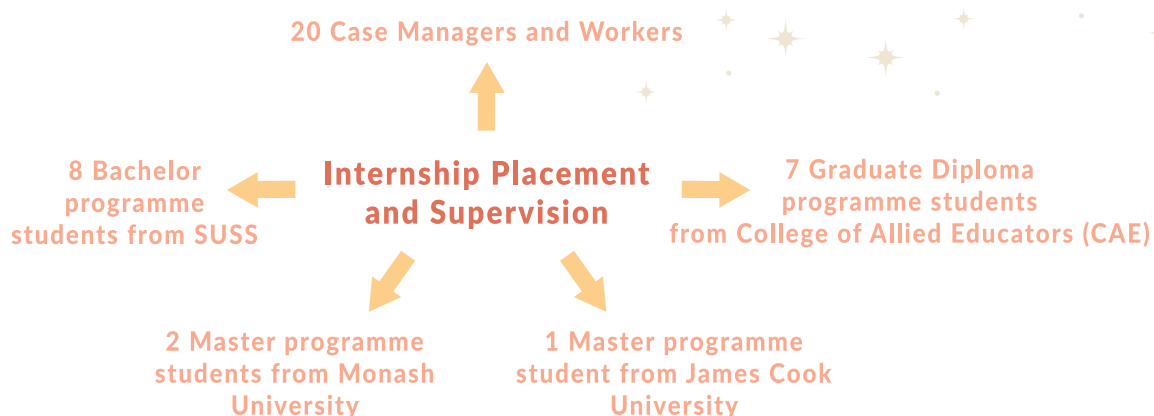 20 Case Managers and Workers
8 Bachelor
programme
students from SUSS
Internship Placement
and Supervision
7 Graduate Diploma
programme students
from College of Allied Educators (CAE)
2 Master programme
students from Monash
University
1 Master programme
student from James Cook
University